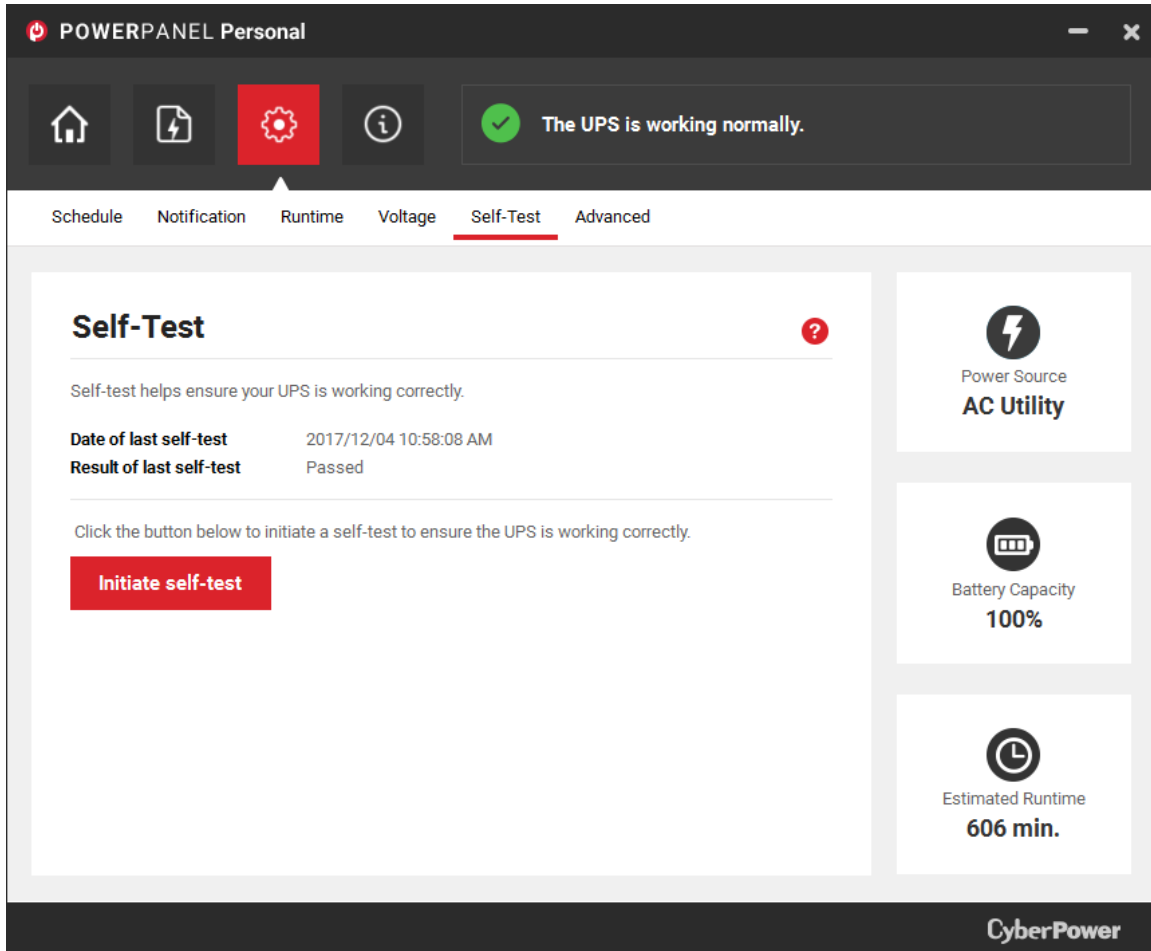 POWERPANEL Personal
The UPS is working normally.
Schedule Notification Runtime Voltage Self-Test Advanced
Self-Test
?
Self-test helps ensure your UPS is working correctly.
Date of last self-test 2017/12/04 10:58:08 AM
Result of last self-test Passed
Click the button below to initiate a self-test to ensure the UPS is working correctly.
Initiate self-test
Power Source
AC Utility
Battery Capacity
100%
Estimated Runtime
606 min.
CyberPower